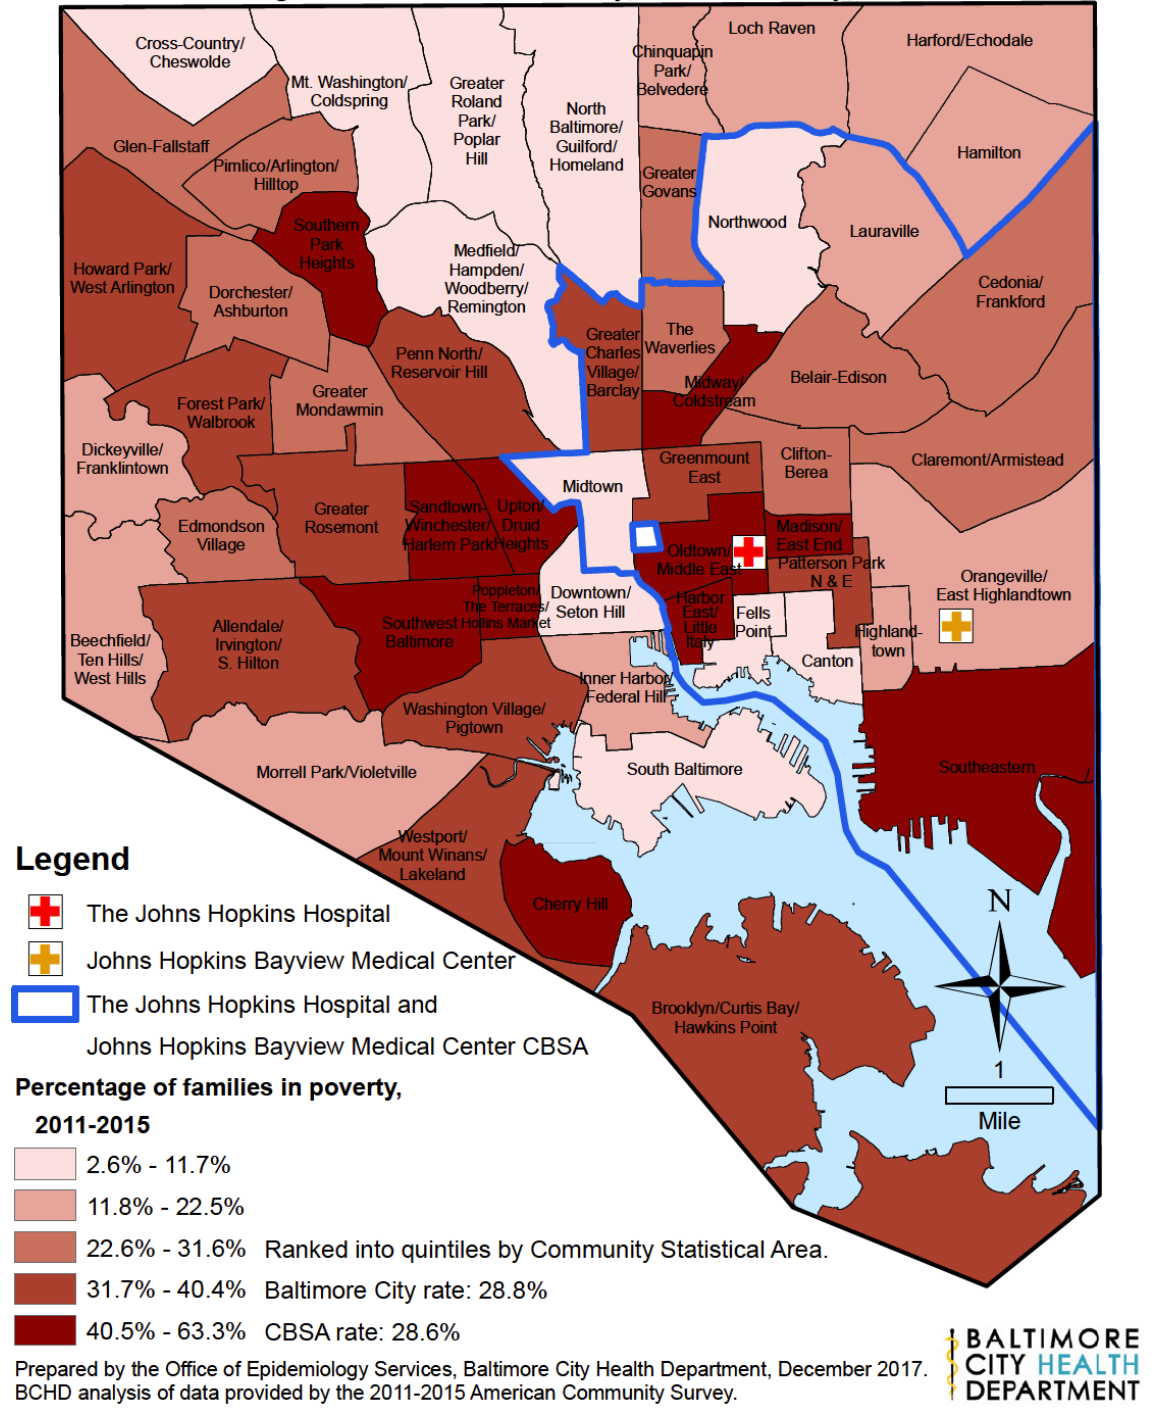 Cross-Country/
Cheswolde
Mt. Washington/
Coldspring
Greater
Roland
Park/
Poplar
Hill
North
Baltimore/
Guilford/
Homeland
Chinquapin
Park/
Belvedere
Loch Raven
Harford/Echodale
Glen-Fallstaff
Pimlico/Arlington/
Hilltop
Greater
Govans
Hamilton
Northwood
Lauraville
Southern
Park
Heights
Medfield/
Hampden/
Woodberry/
Remington
Howard Park/
West Arlington
Dorchester/
Ashburton
Cedonia/
Frankford
Penn North/
Reservoir Hill
Greater
Charles
Village/
Barclay
The
Waverlies
Midway/
Coldstream
Belair-Edison
Forest Park/
Walbrook
Greater
Mondawmin
Dickeyville/
Franklintown
Greenmount
East
Clifton-
Berea
Claremont/Armistead
Midtown
Edmondson
Village
Greater
Rosemont
Sandtown-
Winchester/
Harlem Park
Upton/
Druid
Heights
Oldtown/
Middle East
Madison/
East End
Patterson Park
N & E
Orangeville/
East Highlandtown
Poppleton/
The Terraces/
Hollins Market
Downtown/
Seton Hill
Harbor
East/
Little
Italy
Fells
Point
Highland-
town
Canton
Beechfield/
Ten Hills/
West Hills
Allendale/
Irvington/
S. Hilton
Southwest
Baltimore
Inner Harbor/
Federal Hill
Washington Village/
Pigtown
Morrell Park/Violetville
South Baltimore
Southeastern
Westport/
Mount Winans/
Lakeland
Cherry Hill
Brooklyn/Curtis Bay/
Hawkins Point
N
1
Mile
Legend
The Johns Hopkins Hospital
Johns Hopkins Bayview Medical Center
The Johns Hopkins Hospital and
Johns Hopkins Bayview Medical Center CBSA
Percentage of families in poverty,
2011-2015
2.6% - 11.7%
11.8% - 22.5%
22.6% - 31.6% Ranked into quintiles by Community Statistical Area.
31.7% - 40.4% Baltimore City rate: 28.8%
40.5% - 63.3% CBSA rate: 28.6%
Prepared by the Office of Epidemiology Services, Baltimore City Health Department, December 2017.
BCHD analysis of data provided by the 2011-2015 American Community Survey.
BALTIMORE
CITY HEALTH
DEPARTMENT